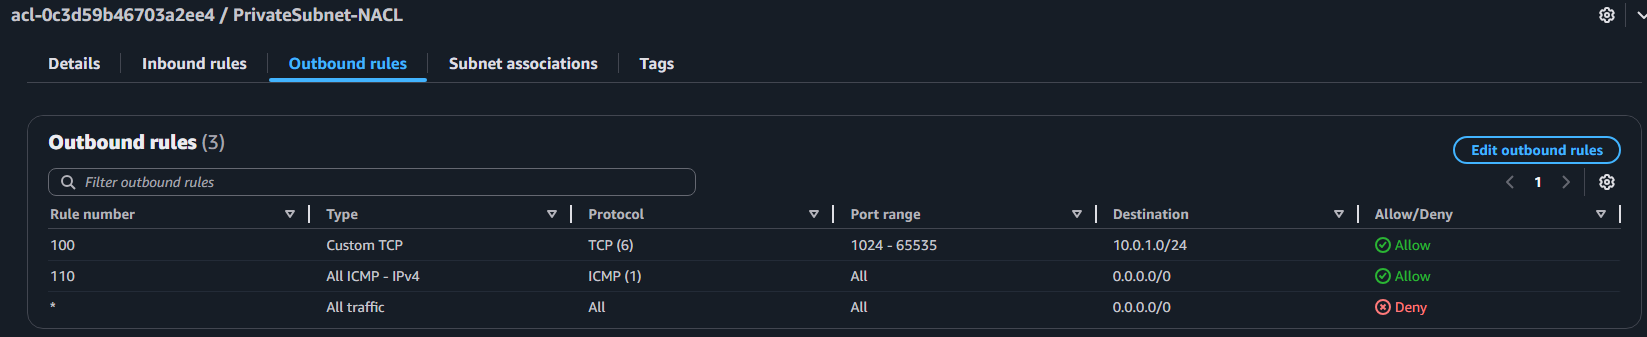 acl-0c3d59b46703a2ee4 / PrivateSubnet-NACL
Details Inbound rules Outbound rules Subnet associations Tags
Outbound rules (3)
Edit outbound rules
Filter outbound rules
1
Rule number Type Protocol Port range Destination Allow/Deny
100 Custom TCP TCP (6) 1024 - 65535 10.0.1.0/24 Allow
110 All ICMP - IPv4 ICMP (1) All 0.0.0.0/0 Allow
* All traffic All All 0.0.0.0/0 Deny